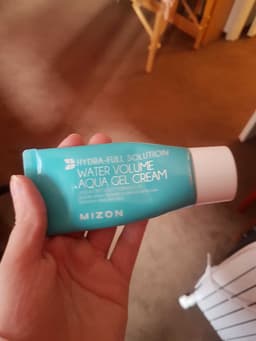 HYDRA-FULL SOLUTION
WATER VOLUME
AQUA GEL CREAM
MIZON